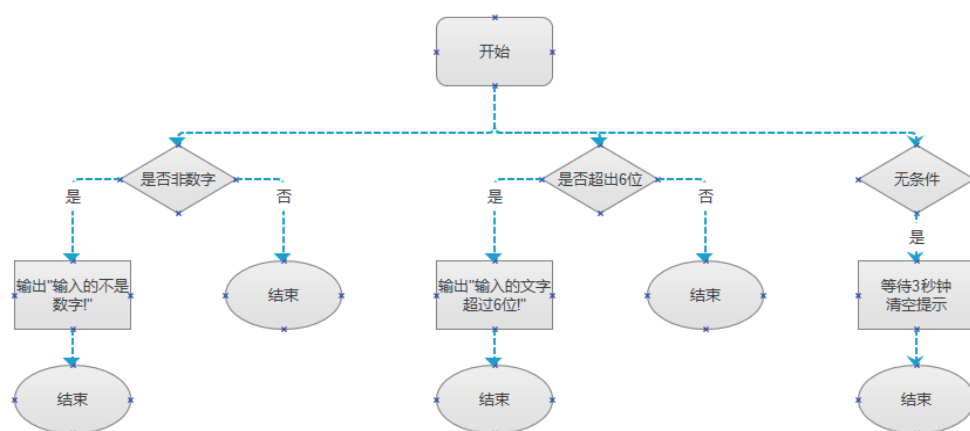 开始
是否非数字
是否超出6位
无条件
是
否
是
否
是
输出"输入的不是
数字!"
结束
输出"输入的文字
超过6位!"
结束
等待3秒钟
清空提示
结束
结束
结束